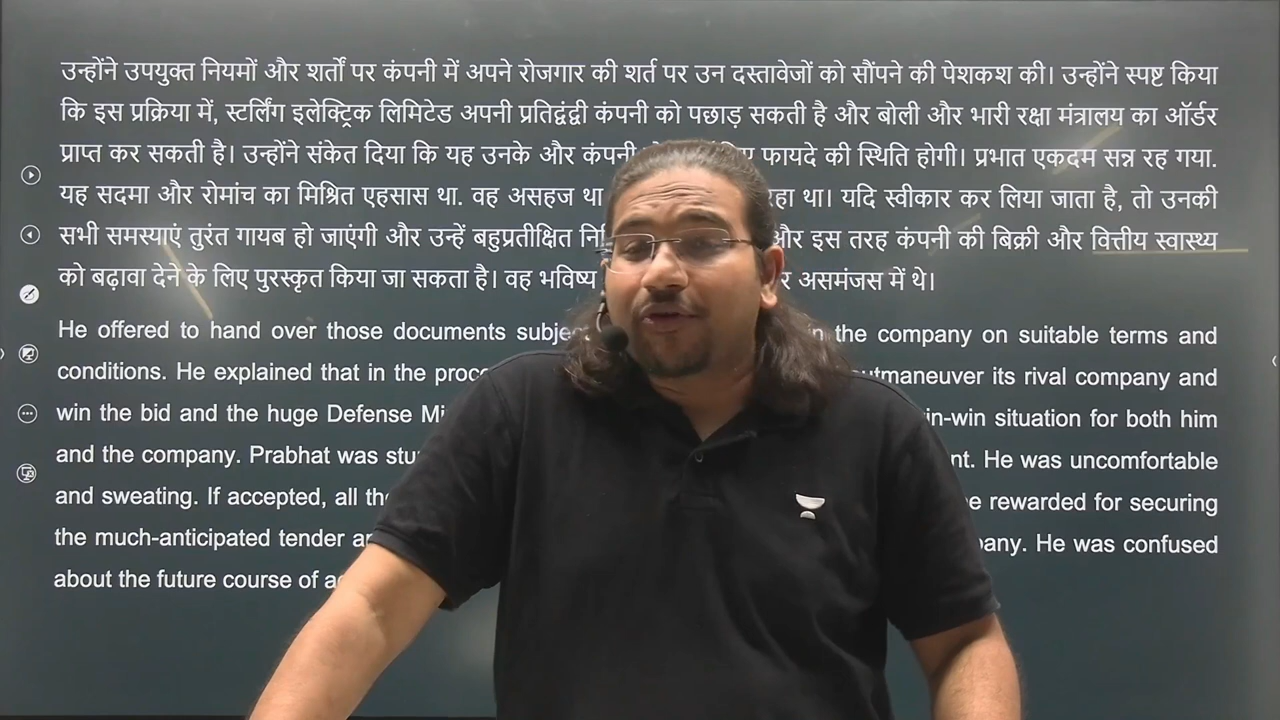 उन्होंने उपयुक्त नियमों और शर्तों पर कंपनी में अपने रोजगार की शर्त पर उन दस्तावेजों को सौंपने की पेशकश की। उन्होंने स्पष्ट किया
कि इस प्रक्रिया में, स्टर्लिंग इलेक्ट्रिक लिमिटेड अपनी प्रतिद्वंद्वी कंपनी को पछाड़ सकती है और बोली और भारी रक्षा मंत्रालय का ऑर्डर
प्राप्त कर सकती है। उन्होंने संकेत दिया कि यह उनके और कंपनी फायदे की स्थिति होगी। प्रभात एकदम सन्न रह गया.
यह सदमा और रोमांच का मिश्रित एहसास था. वह असहज था रहा था। यदि स्वीकार कर लिया जाता है, तो उनकी
सभी समस्याएं तुरंत गायब हो जाएंगी और उन्हें बहुप्रतीक्षित और इस तरह कंपनी की बिक्री और वित्तीय स्वास्थ्य
को बढ़ावा देने के लिए पुरस्कृत किया जा सकता है। वह भविष्य असमंजस में थे।
He offered to hand over those documents in the company on suitable terms and
conditions. He explained that in the its rival company and
win the bid and the huge Defense situation for both him
and the company. Prabhat was He was uncomfortable
and sweating. If accepted, all rewarded for securing
the much-anticipated tender He was confused
about the future course of